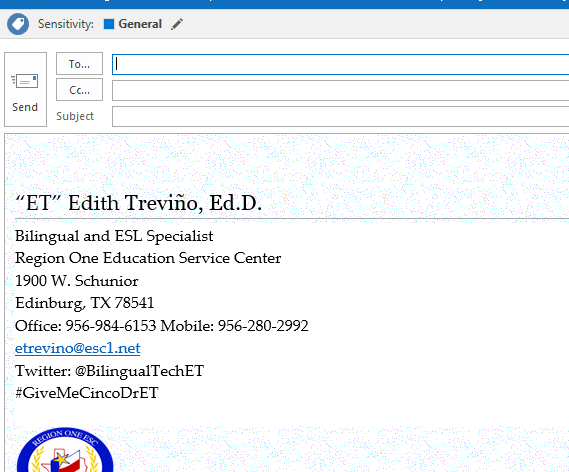 Sensitivity: General
To...
Cc...
Send
Subject
“ET” Edith Treviño, Ed.D.
Bilingual and ESL Specialist
Region One Education Service Center
1900 W. Schunior
Edinburg, TX 78541
Office: 956-984-6153 Mobile: 956-280-2992
etrevino@esc1.net
Twitter: @BilingualTechET
#GiveMeCincoDrET
REGION ONE ESC